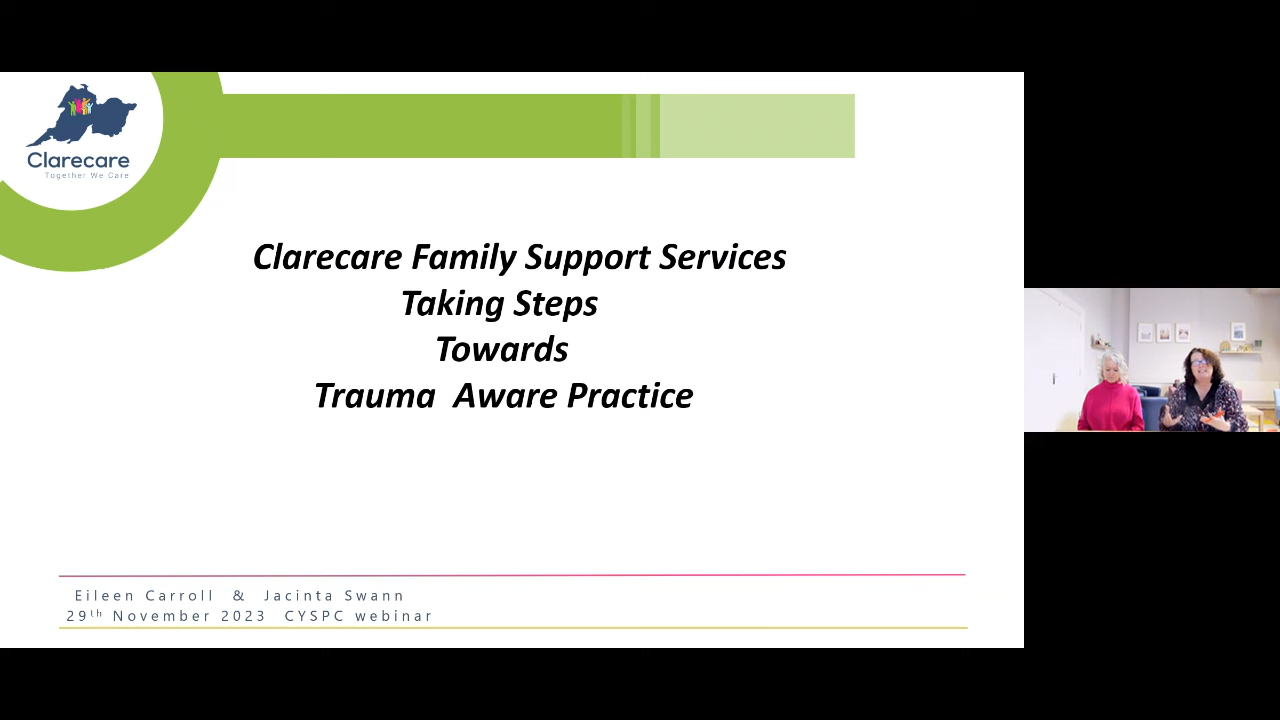 Clarecare
Together We Care
Clarecare Family Support Services
Taking Steps
Towards
Trauma Aware Practice
Eileen Carroll & Jacinta Swann
29th November 2023 CYSPC webinar